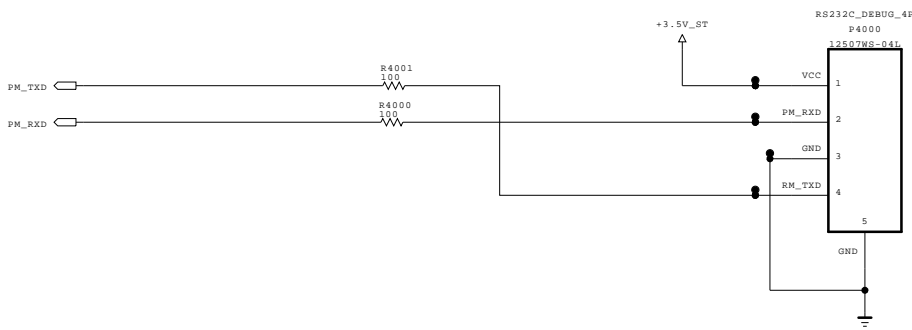 RS232C_DEBUG_4P
+3.5V_ST
P4000
12507WS-04L
R4001
100
VCC
1
PM_TXD
R4000
100
PM_RXD
2
PM_RXD
GND
3
RM_TXD
4
5
GND